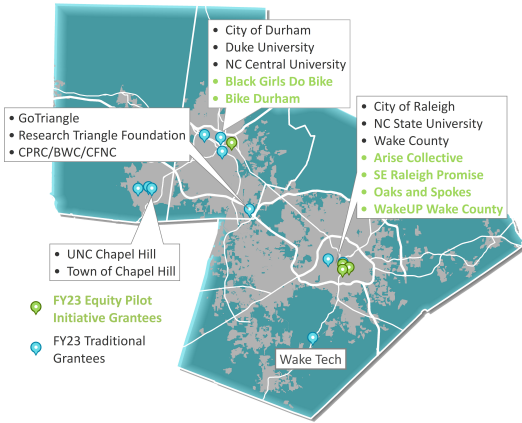 • City of Durham
• Duke University
• NC Central University
• Black Girls Do Bike
• Bike Durham
• GoTriangle
• Research Triangle Foundation
• CPRC/BWC/CFNC
• City of Raleigh
• NC State University
• Wake County
• Arise Collective
• SE Raleigh Promise
• Oaks and Spokes
• WakeUP Wake County
• UNC Chapel Hill
• Town of Chapel Hill
FY23 Equity Pilot
Initiative Grantees
FY23 Traditional
Grantees
Wake Tech